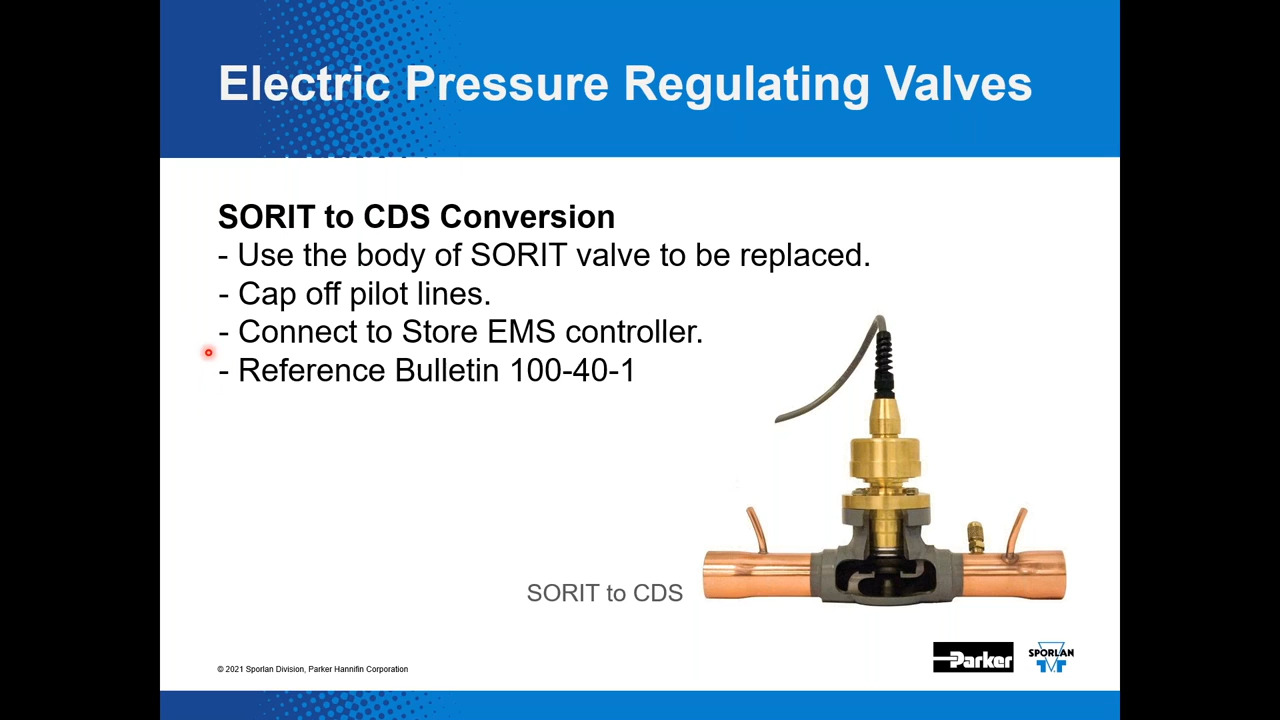 Electric Pressure Regulating Valves
SORIT to CDS Conversion
- Use the body of SORIT valve to be replaced.
- Cap off pilot lines.
- Connect to Store EMS controller.
- Reference Bulletin 100-40-1
SORIT to CDS
© 2021 Sporlan Division, Parker Hannifin Corporation
Parker
SPORLAN